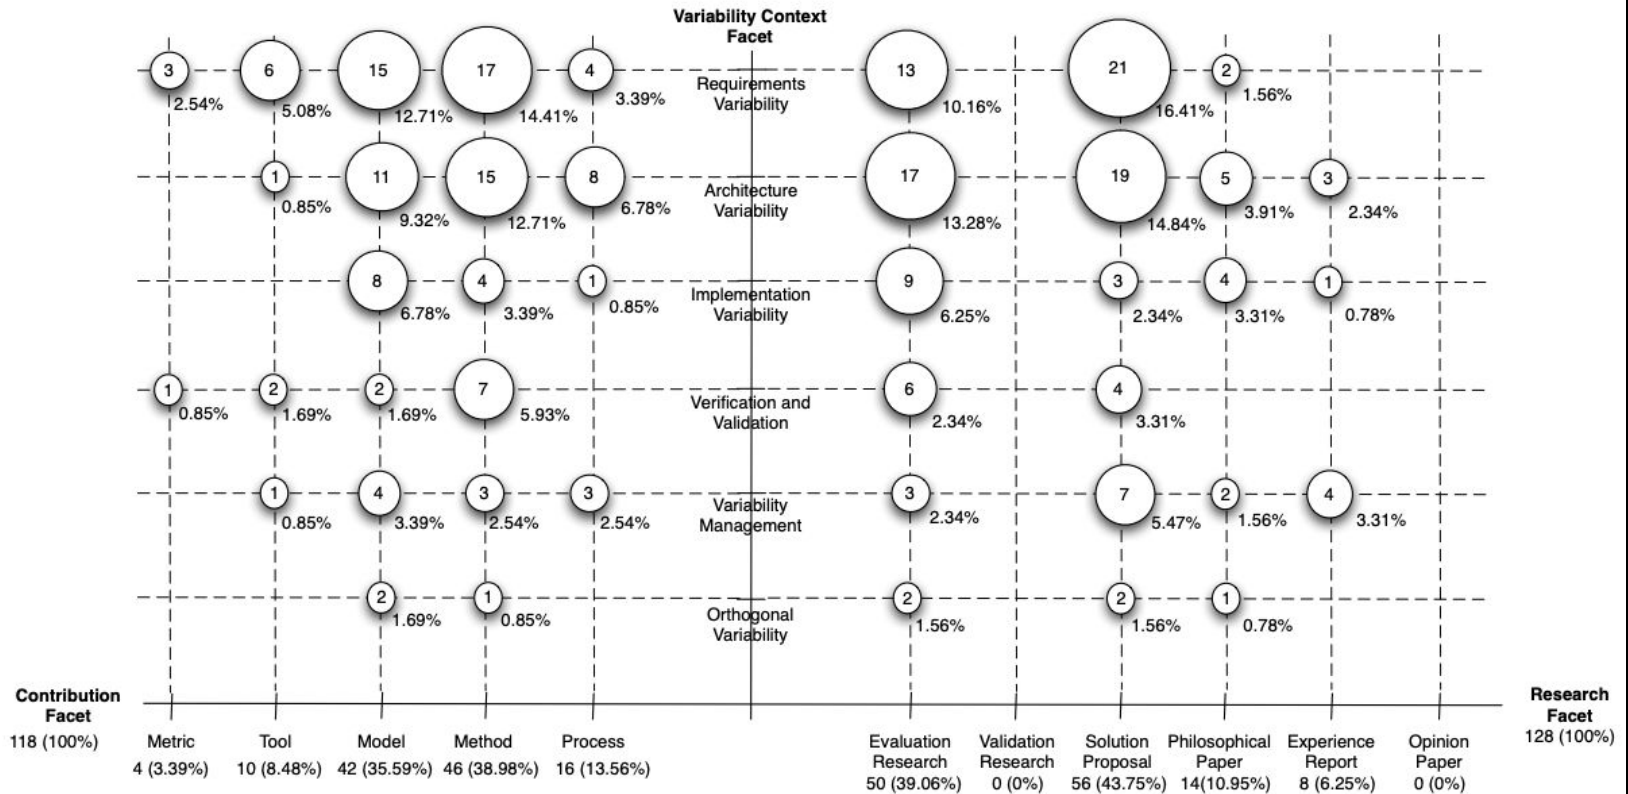 Variability Context
Facet
3
6
15
17
4
13
21
2
Requirements
Variability
2.54%
5.08%
12.71%
14.41%
3.39%
10.16%
16.41%
1.56%
1
11
15
8
17
19
5
3
Architecture
Variability
0.85%
9.32%
12.71%
6.78%
13.28%
14.84%
3.91%
2.34%
8
4
1
9
3
4
1
Implementation
Variability
6.78%
3.39%
0.85%
6.25%
2.34%
3.31%
0.78%
1
2
2
7
6
4
Verification and
Validation
0.85%
1.69%
1.69%
5.93%
2.34%
3.31%
1
4
3
3
3
7
2
4
Variability
Management
0.85%
3.39%
2.54%
2.54%
2.34%
5.47%
1.56%
3.31%
2
1
2
2
1
Orthogonal
Variability
1.69%
0.85%
1.56%
1.56%
0.78%
Contribution
Facet
118 (100%)
Metric
4 (3.39%)
Tool
10 (8.48%)
Model
42 (35.59%)
Method
46 (38.98%)
Process
16 (13.56%)
Evaluation
Research
50 (39.06%)
Validation
Research
0 (0%)
Solution
Proposal
56 (43.75%)
Philosophical
Paper
14(10.95%)
Experience
Report
8 (6.25%)
Opinion
Paper
0 (0%)
Research
Facet
128 (100%)